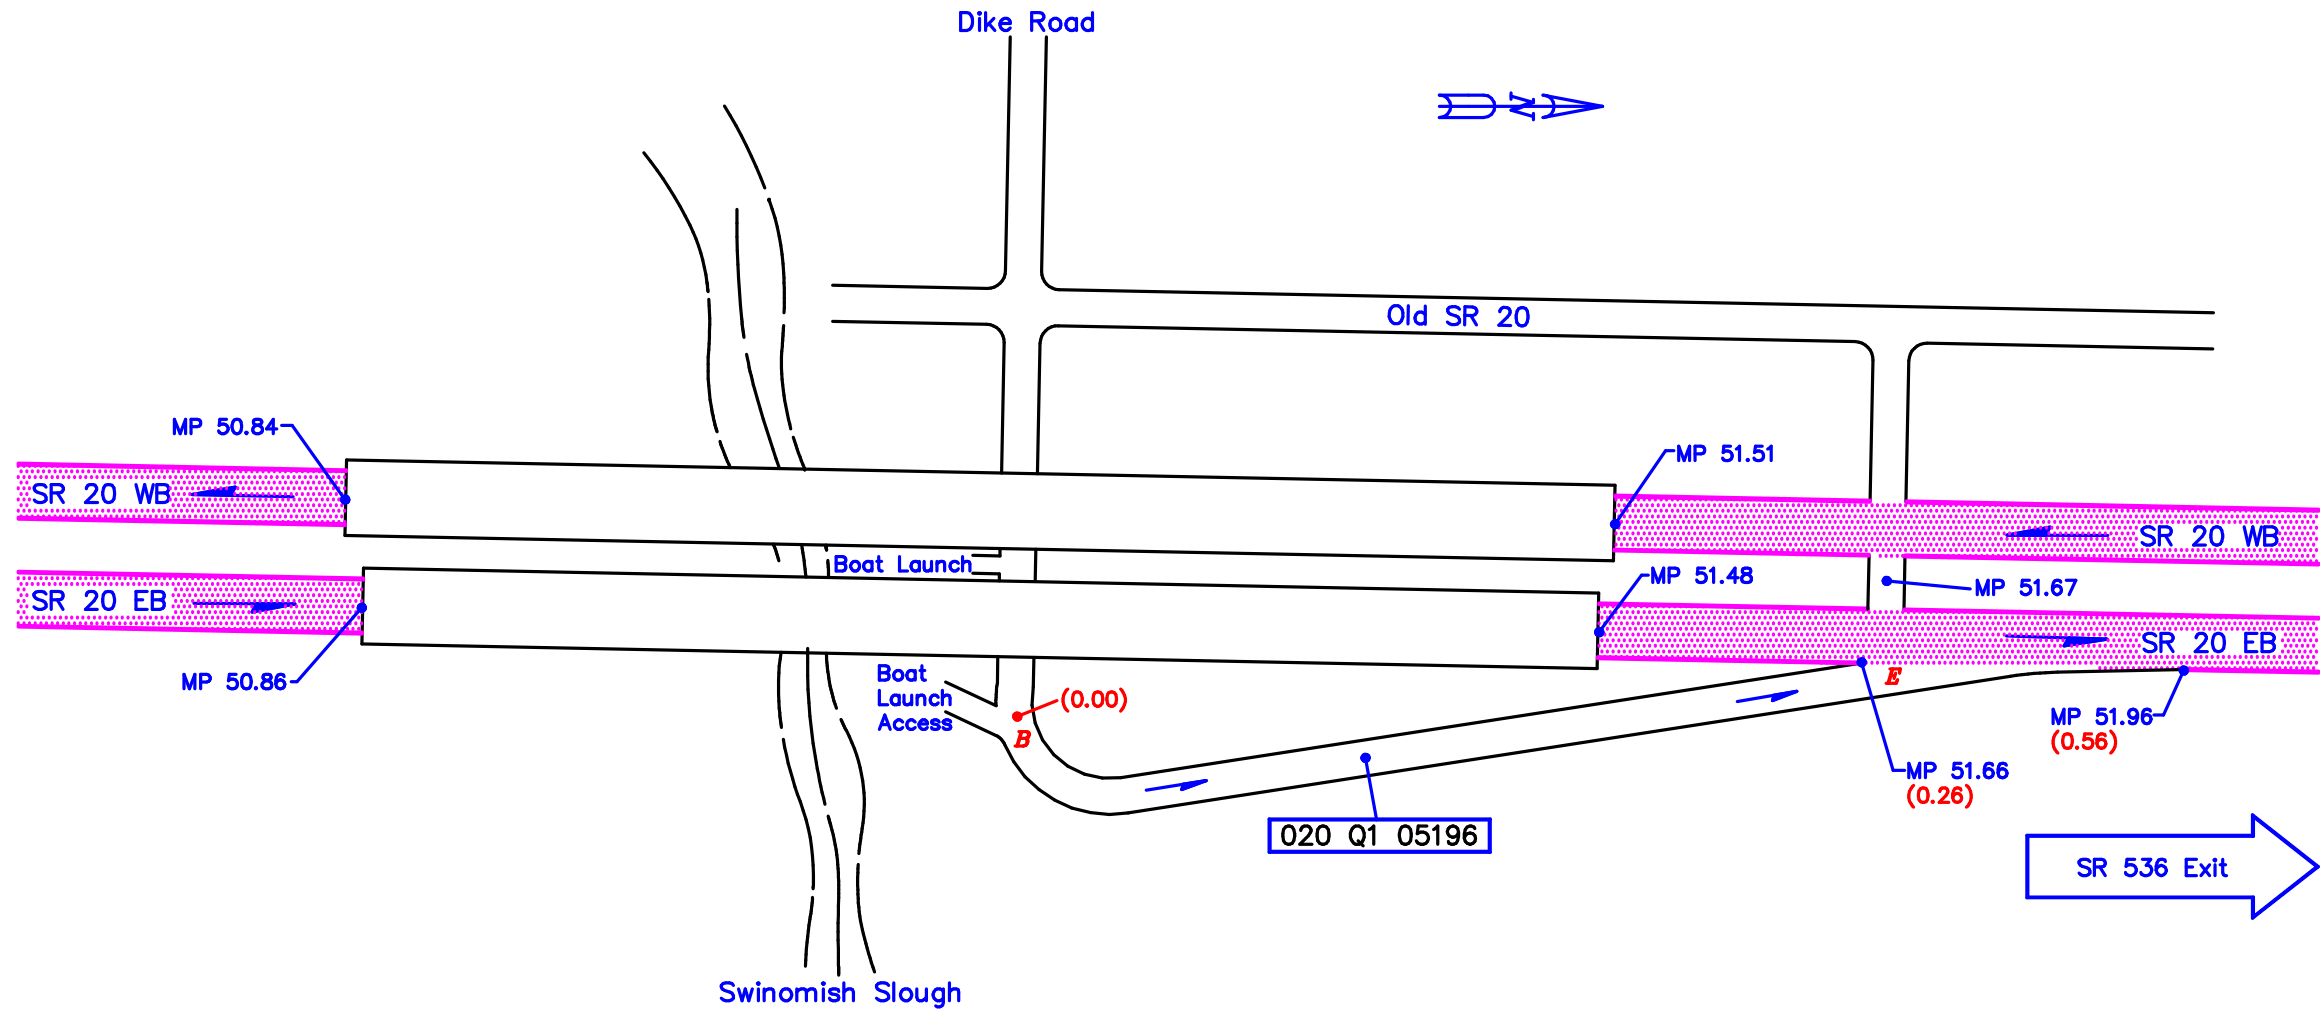 Dike Road
N
Old SR 20
MP 50.84
MP 51.51
SR 20 WB
SR 20 WB
Boat Launch
MP 51.48
MP 51.67
SR 20 EB
SR 20 EB
MP 50.86
Boat
Launch
Access
(0.00)
B
E
MP 51.96
(0.56)
MP 51.66
(0.26)
020 Q1 05196
SR 536 Exit
Swinomish Slough